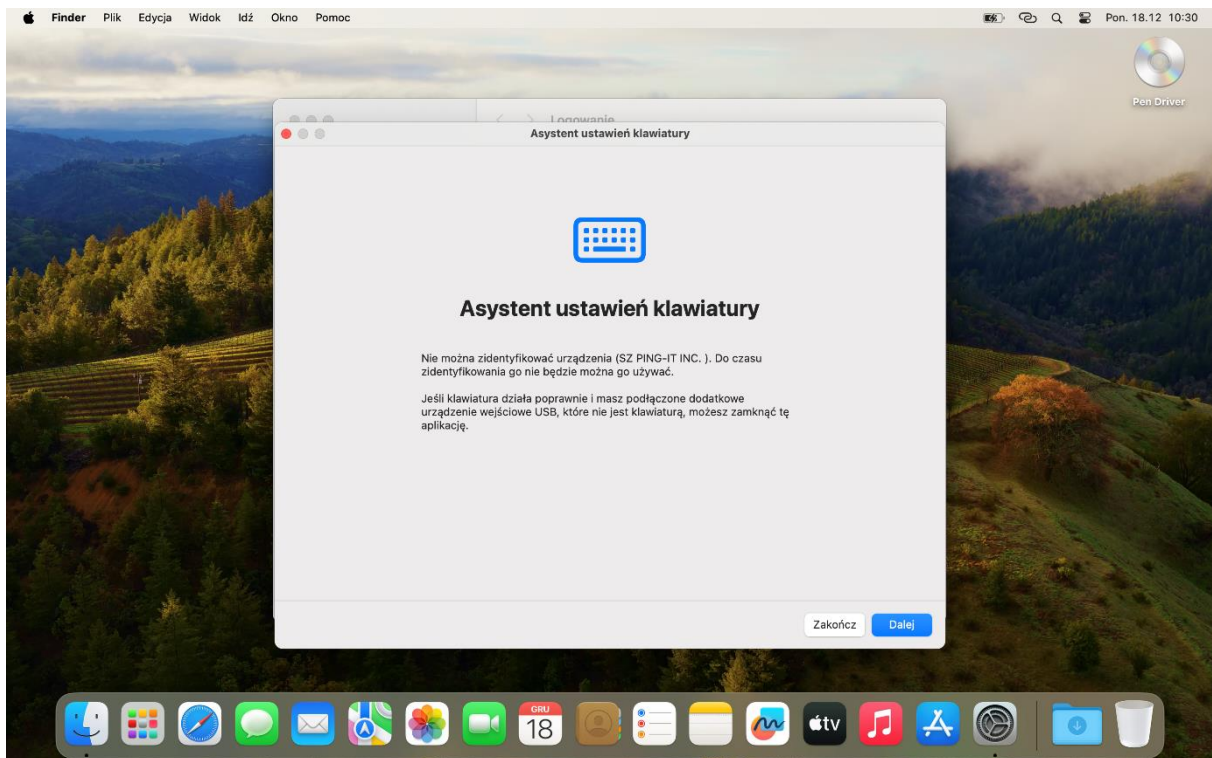 Finder Plik Edycja Widok Idź Okno Pomoc
Pon. 18.12 10:30
Pen Driver
Logowanie
Asystent ustawień klawiatury
Asystent ustawień klawiatury
Nie można zidentyfikować urządzenia (SZ PING-IT INC. ). Do czasu
zidentyfikowania go nie będzie można go używać.
Jeśli klawiatura działa poprawnie i masz podłączone dodatkowe
urządzenie wejściowe USB, które nie jest klawiaturą, możesz zamknąć tę
aplikację.
Zakończ Dalej
GRU
18
tv